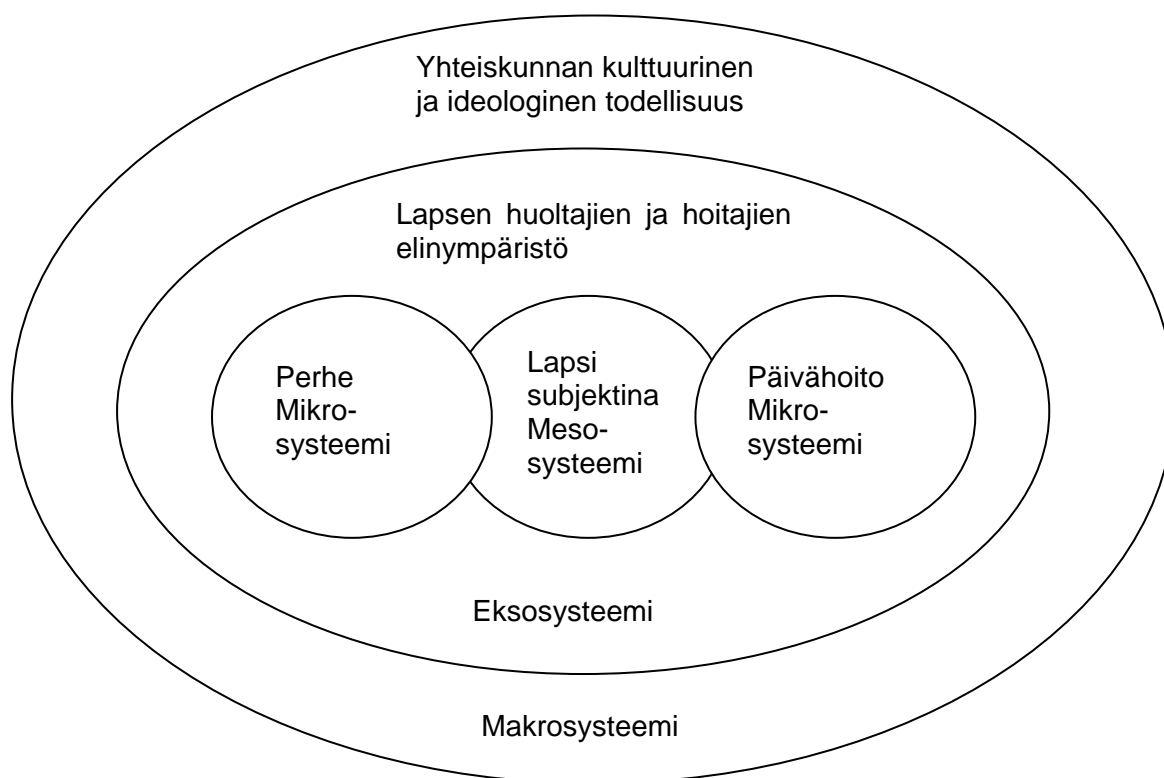 Yhteiskunnan kulttuurinen
ja ideologinen todellisuus
Lapsen huoltajien ja hoitajien
elinympäristö
Perhe
Mikro-
systeemi
Lapsi
subjektina
Meso-
systeemi
Päivähoito
Mikro-
systeemi
Eksosysteemi
Makrosysteemi